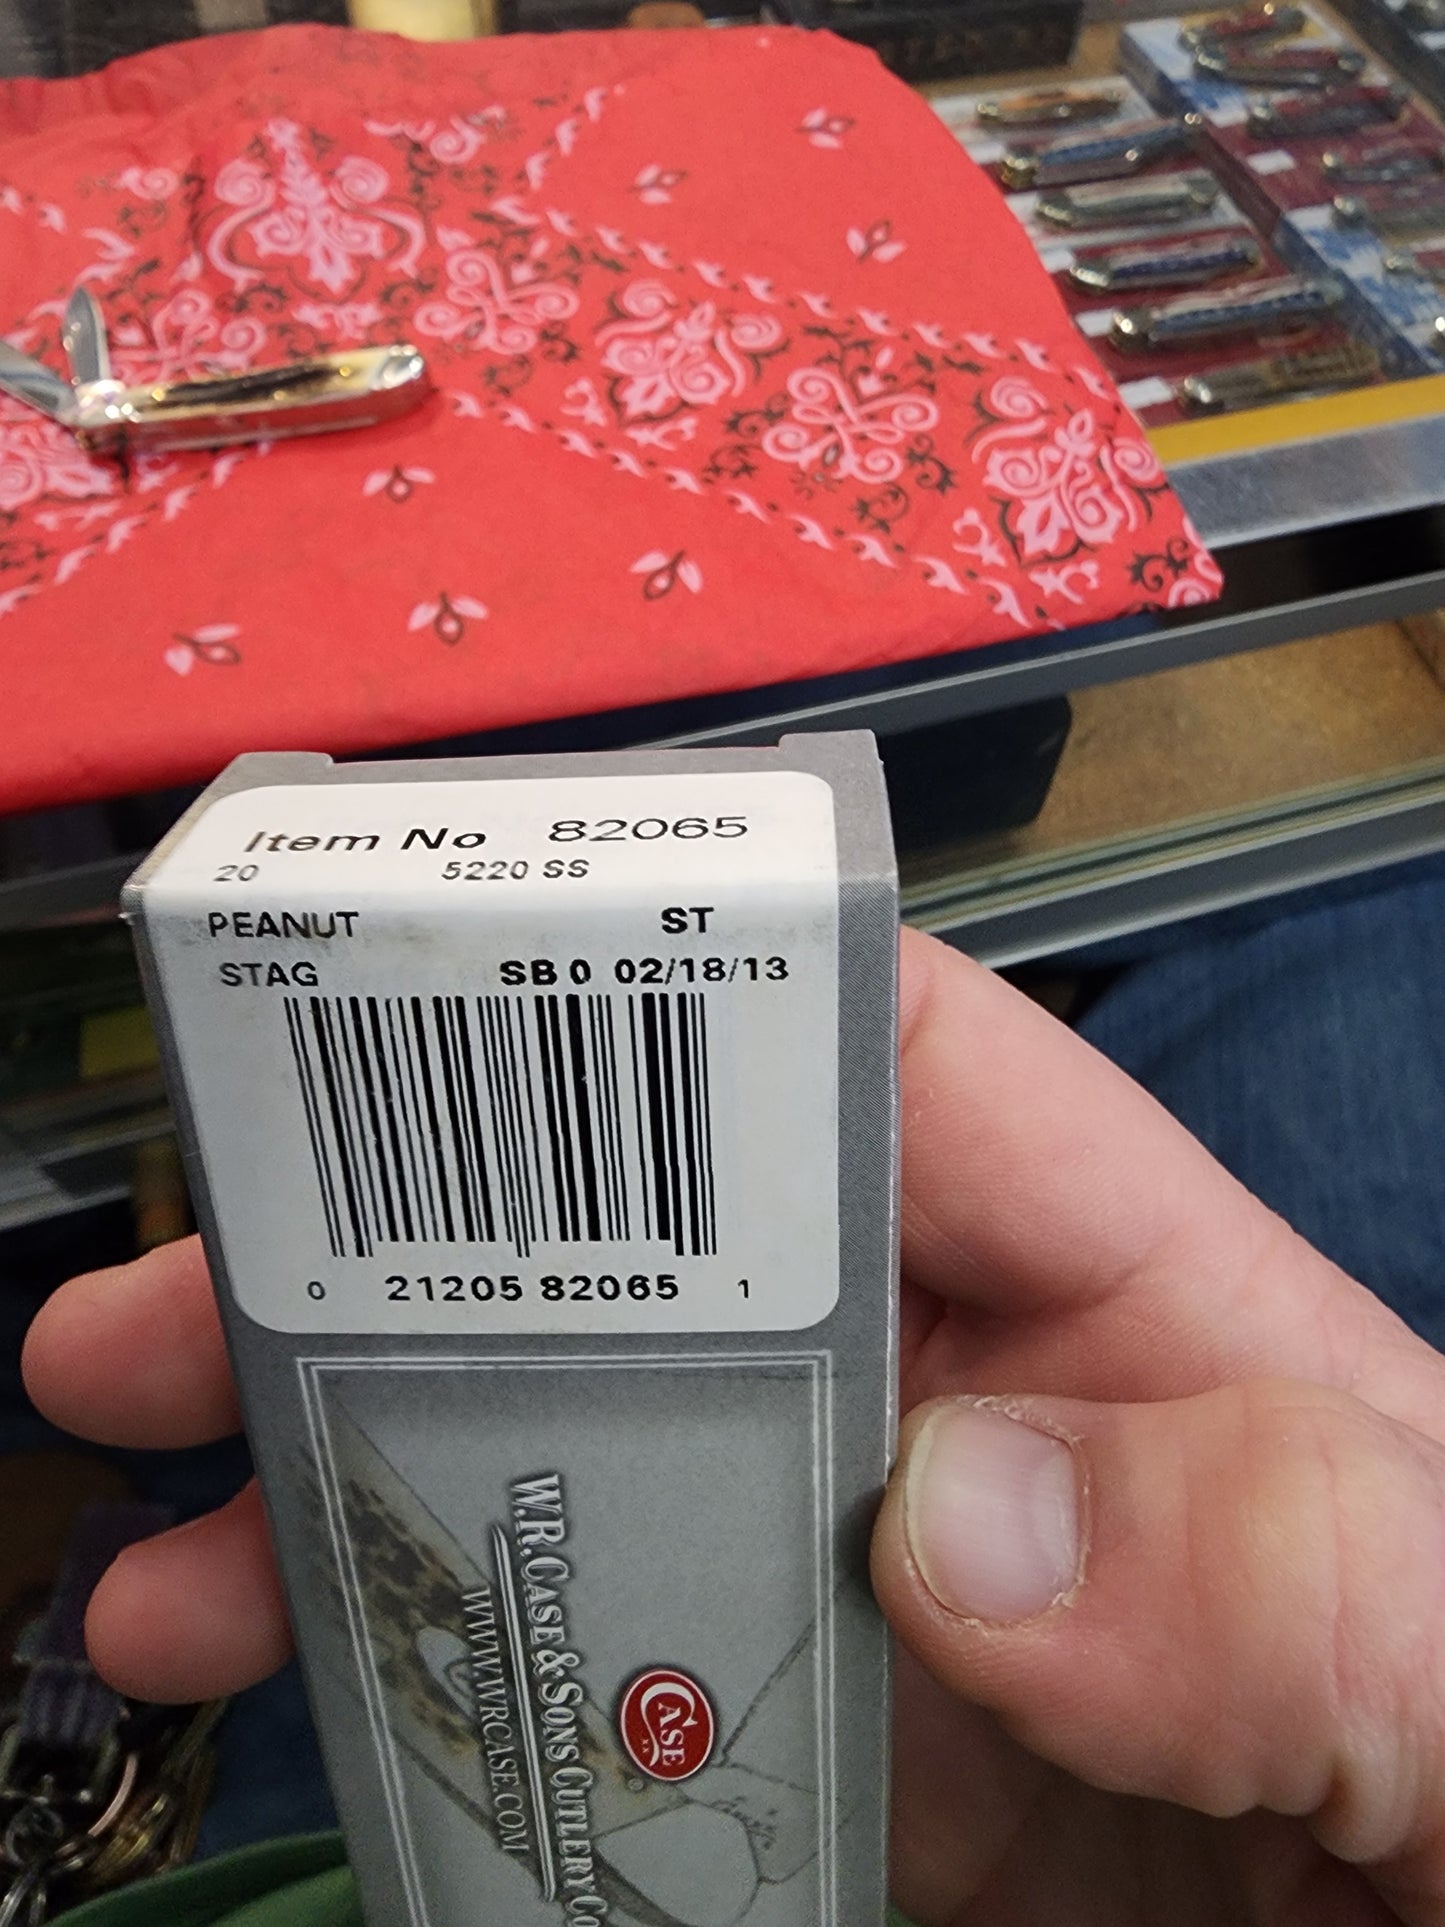 Item No 82065
20 5220 SS
PEANUT ST
STAG SB 0 02/18/13
0 21205 82065 1
W.R. CASE & SONS CUTLERY CO
WWW.WRCASE.COM
CASE
XX
®